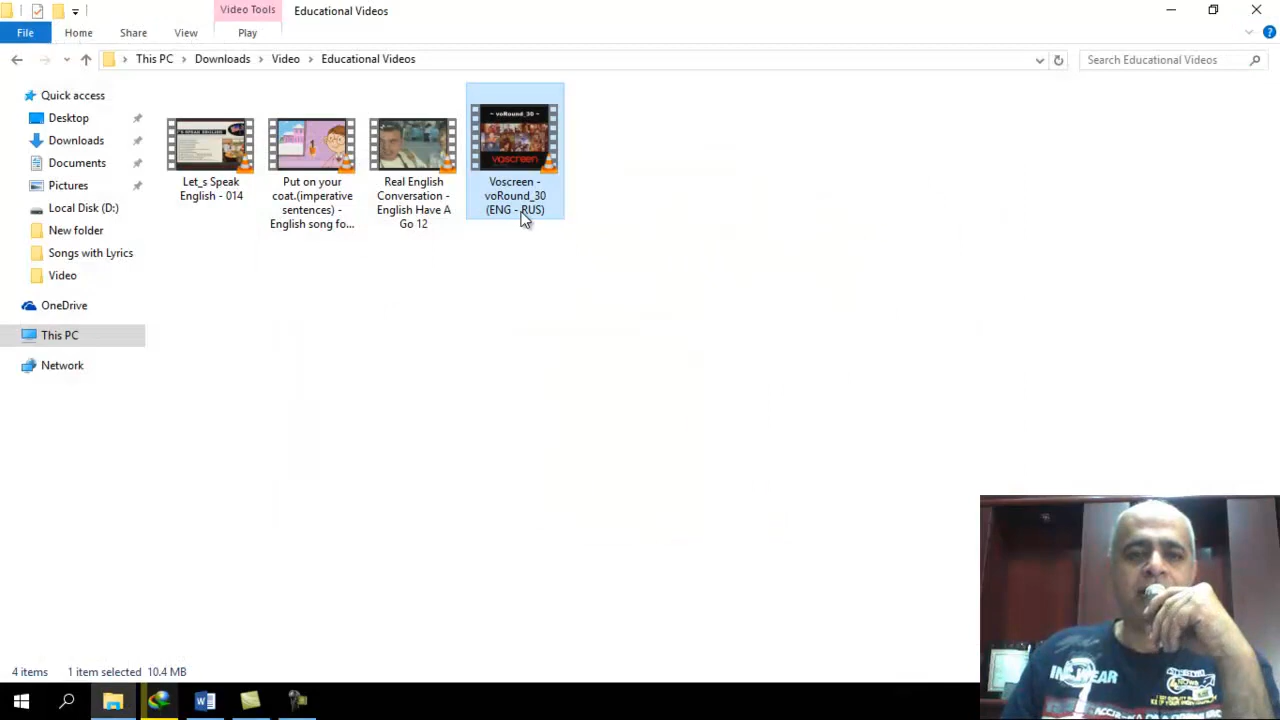 Video Tools
Educational Videos
File
Home
Share
View
Play
This PC
Downloads
Video
Educational Videos
Search Educational Videos
Quick access
Desktop
Downloads
Documents
Pictures
Local Disk (D:)
New folder
Songs with Lyrics
Video
OneDrive
This PC
Network
~ voRound_30 ~
voscreen
Let_s Speak
English - 014
Put on your
coat.(imperative
sentences) -
English song fo...
Real English
Conversation -
English Have A
Go 12
Voscreen -
voRound_30
(ENG - RUS)
4 items
1 item selected 10.4 MB